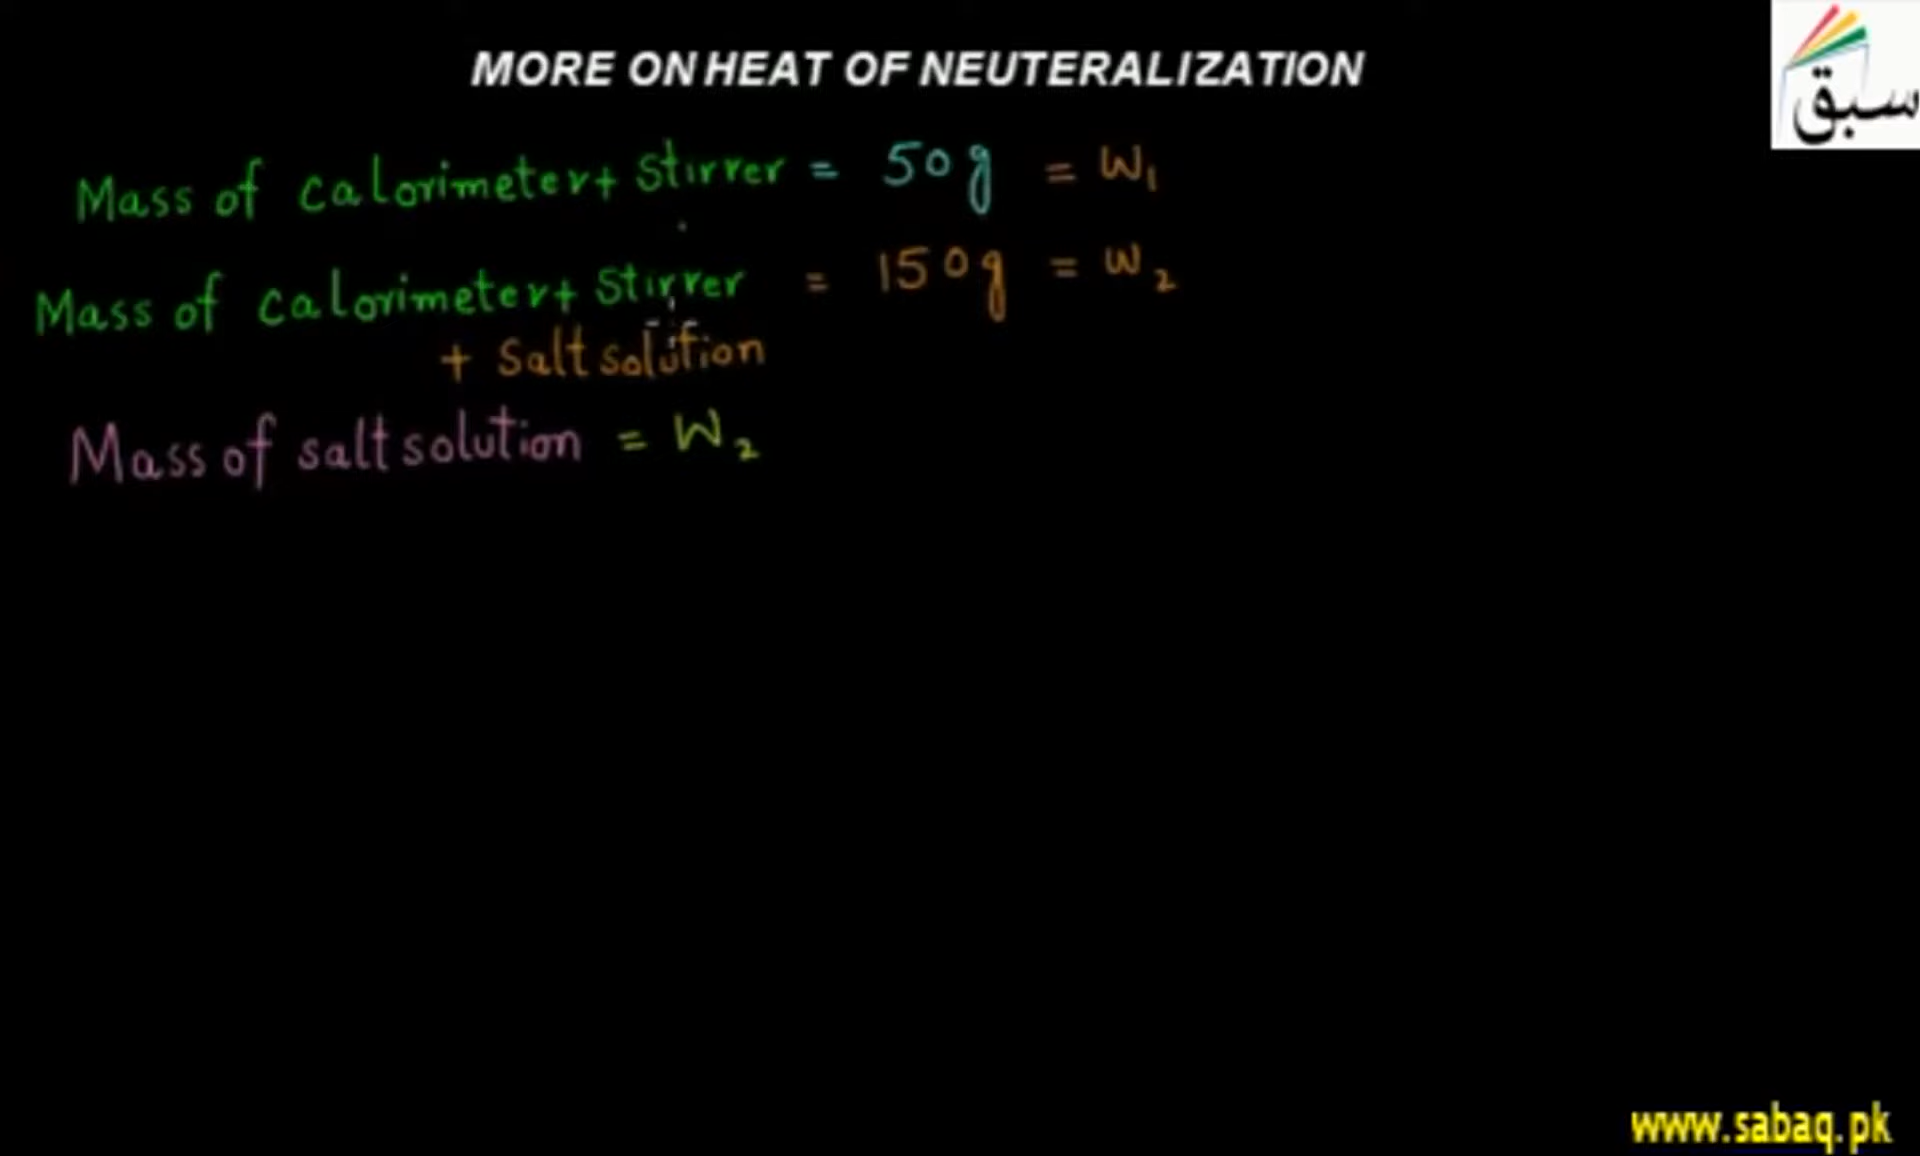 MORE ON HEAT OF NEUTERALIZATION
سبق
Mass of calorimeter+ Stirrer = 50g = W₁
Mass of calorimeter+ Stirrer = 150g = W₂
+ Salt solution
Mass of salt solution = W₂
www.sabaq.pk